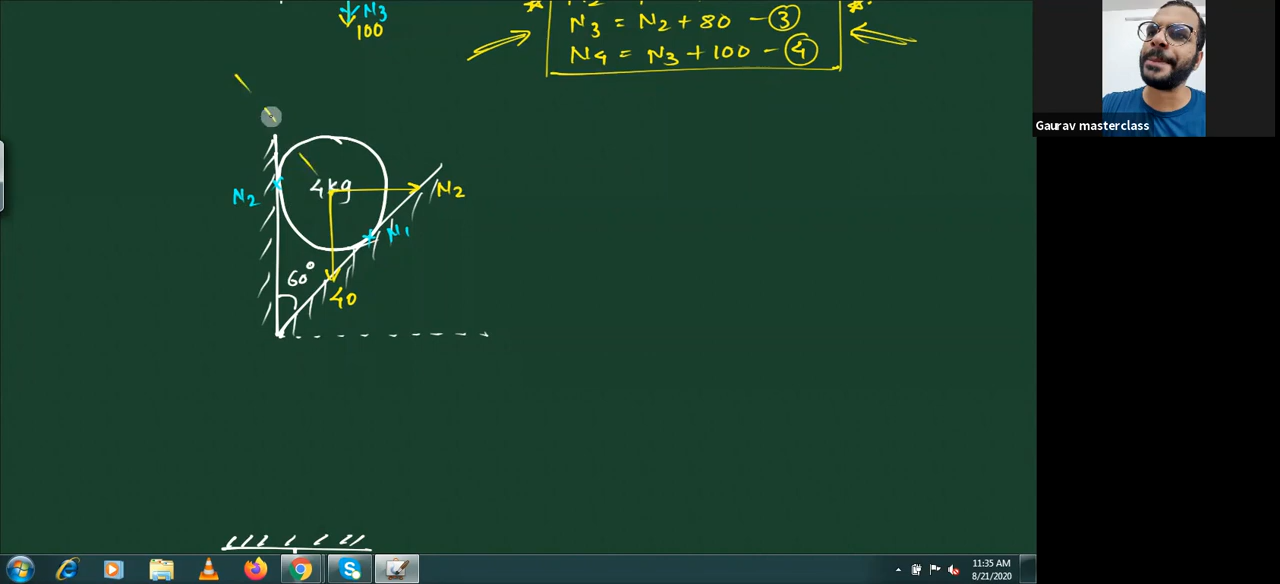 N3
100
N3 = N2 + 80 - 3
N4 = N3 + 100 - 4
4kg
N2
N2
N1
60°
40
Gaurav masterclass
11:35 AM
8/21/2020